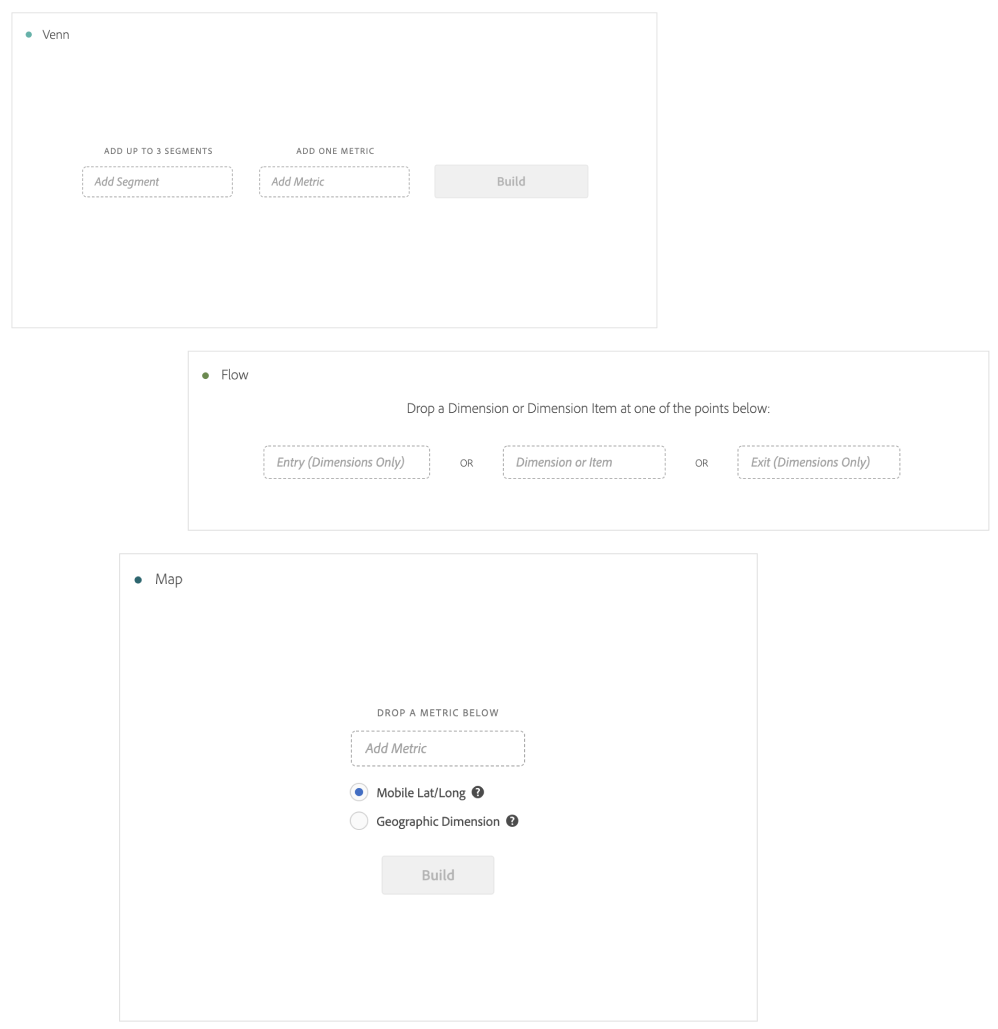 Venn
ADD UP TO 3 SEGMENTS ADD ONE METRIC
Add Segment Add Metric Build
Flow
Drop a Dimension or Dimension Item at one of the points below:
Entry (Dimensions Only) OR Dimension or Item OR Exit (Dimensions Only)
Map
DROP A METRIC BELOW
Add Metric
Mobile Lat/Long ?
Geographic Dimension ?
Build